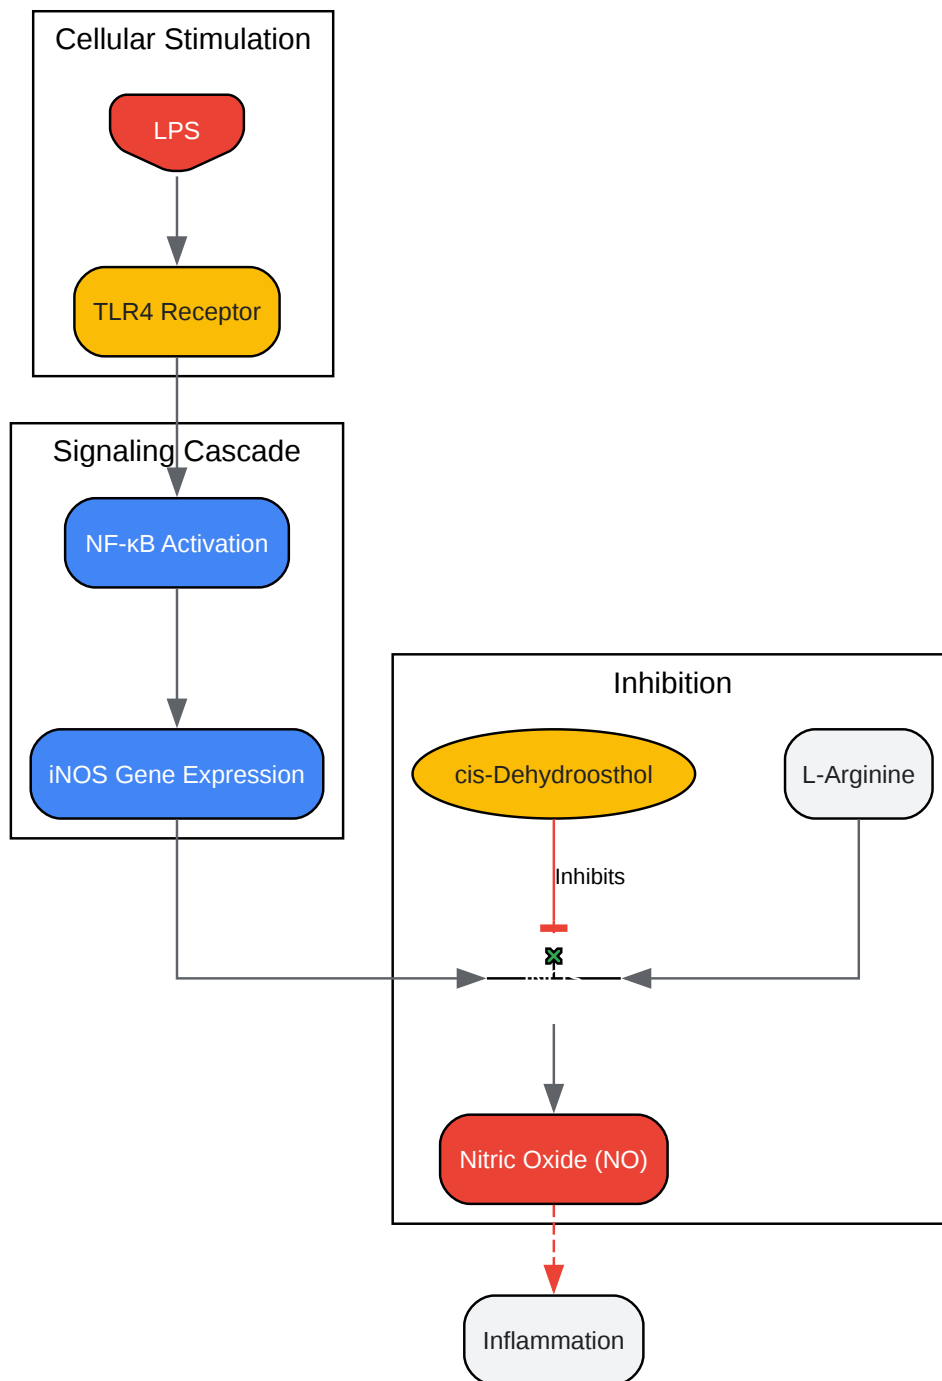 Cellular Stimulation
LPS
TLR4 Receptor
Signaling Cascade
NF-κB Activation
iNOS Gene Expression
Inhibition
cis-Dehydroosthol
L-Arginine
Inhibits
Nitric Oxide (NO)
Inflammation